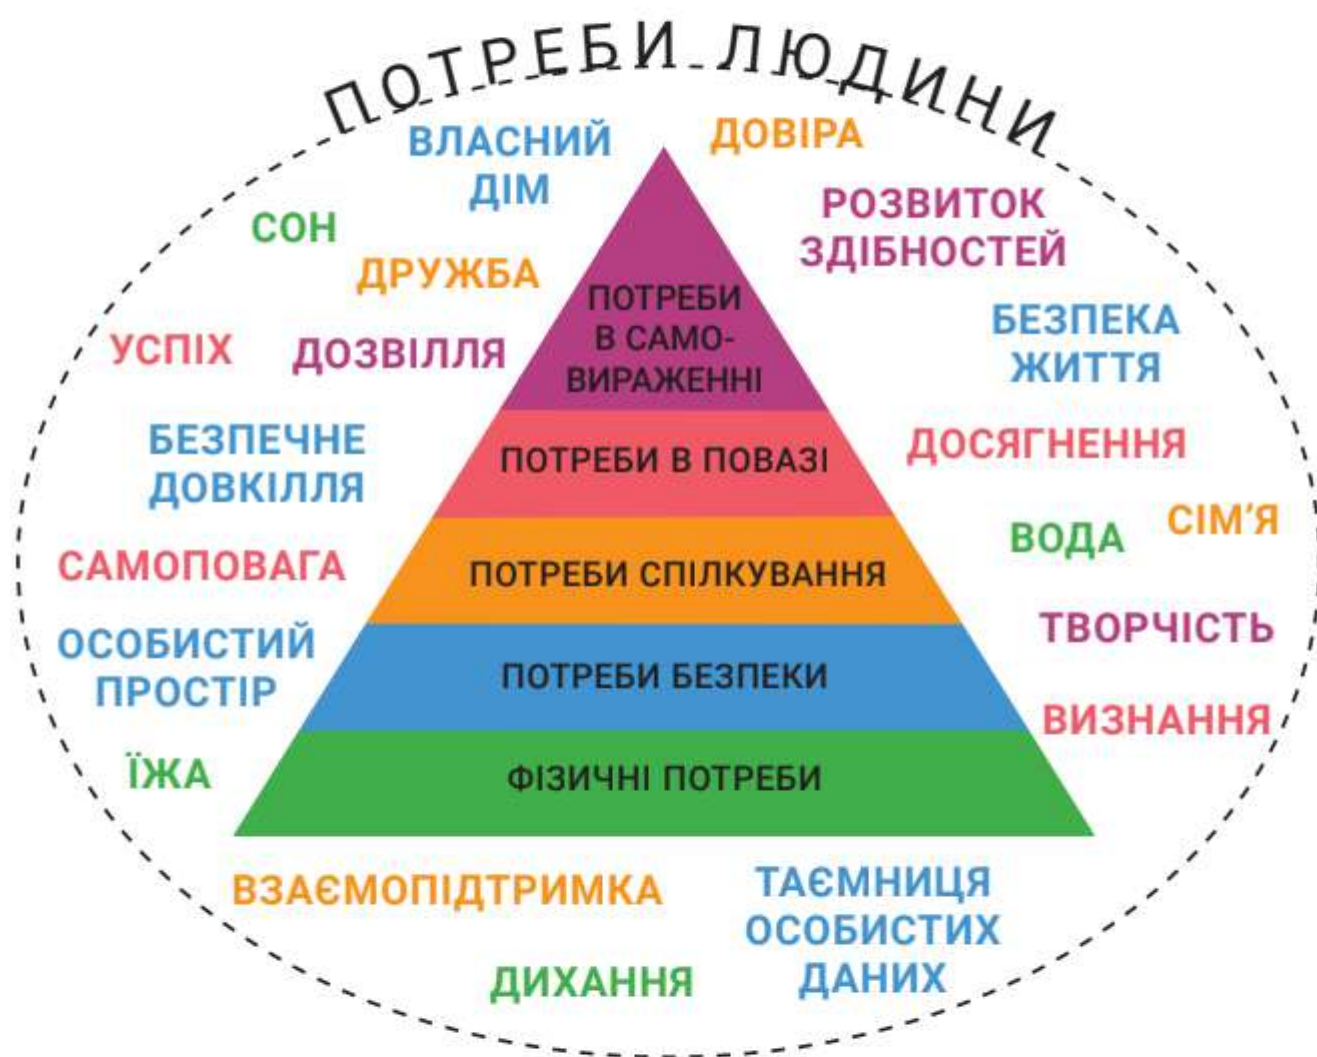 ПОТРЕБИ ЛЮДИНИ
ВЛАСНИЙ
ДІМ
ДОВІРА
СОН
РОЗВИТОК
ЗДІБНОСТЕЙ
ДРУЖБА
ПОТРЕБИ
В САМО-
ВИРАЖЕННІ
УСПІХ
ДОЗВІЛЛЯ
БЕЗПЕКА
ЖИТТЯ
БЕЗПЕЧНЕ
ДОВКІЛЛЯ
ПОТРЕБИ В ПОВАЗІ
ДОСЯГНЕННЯ
САМОПОВАГА
ПОТРЕБИ СПІЛКУВАННЯ
ВОДА
СІМ’Я
ОСОБИСТИЙ
ПРОСТІР
ПОТРЕБИ БЕЗПЕКИ
ТВОРЧІСТЬ
ВИЗНАННЯ
ЇЖА
ФІЗИЧНІ ПОТРЕБИ
ВЗАЄМОПІДТРИМКА
ТАЄМНИЦЯ
ОСОБИСТИХ
ДАНИХ
ДИХАННЯ